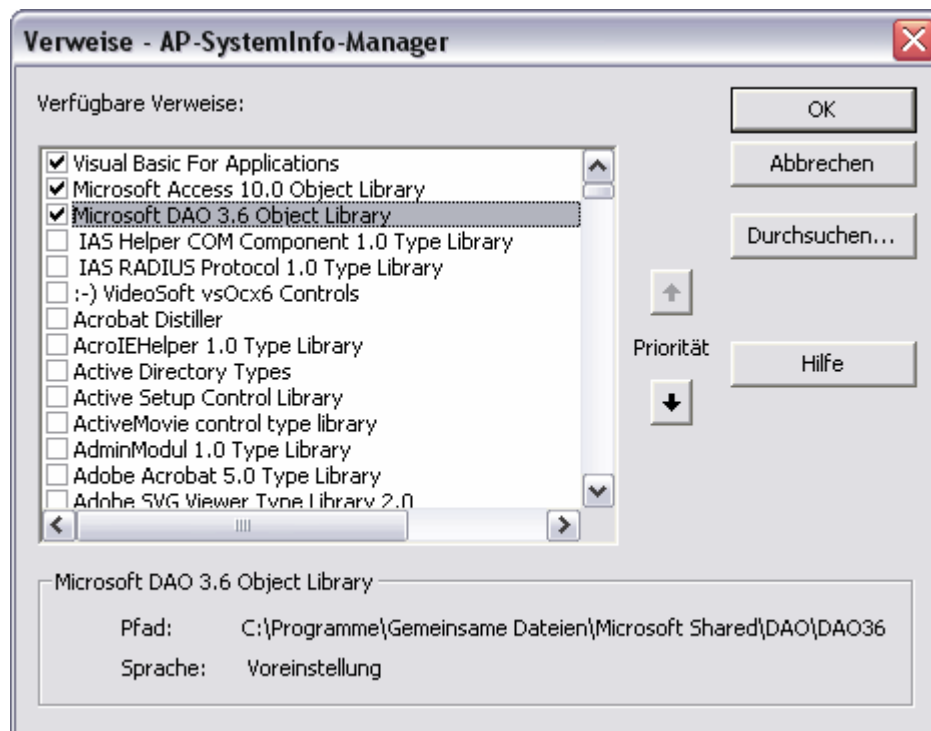 Verweise - AP-SystemInfo-Manager
Verfügbare Verweise:
Visual Basic For Applications
Microsoft Access 10.0 Object Library
Microsoft DAO 3.6 Object Library
IAS Helper COM Component 1.0 Type Library
IAS RADIUS Protocol 1.0 Type Library
:-) VideoSoft vsOcx6 Controls
Acrobat Distiller
AcroIEHelper 1.0 Type Library
Active Directory Types
Active Setup Control Library
ActiveMovie control type library
AdminModul 1.0 Type Library
Adobe Acrobat 5.0 Type Library
Adobe SVG Viewer Type Library 2.0
OK
Abbrechen
Durchsuchen...
Priorität
Hilfe
Microsoft DAO 3.6 Object Library
Pfad: C:\Programme\Gemeinsame Dateien\Microsoft Shared\DAO\DAO36
Sprache: Voreinstellung